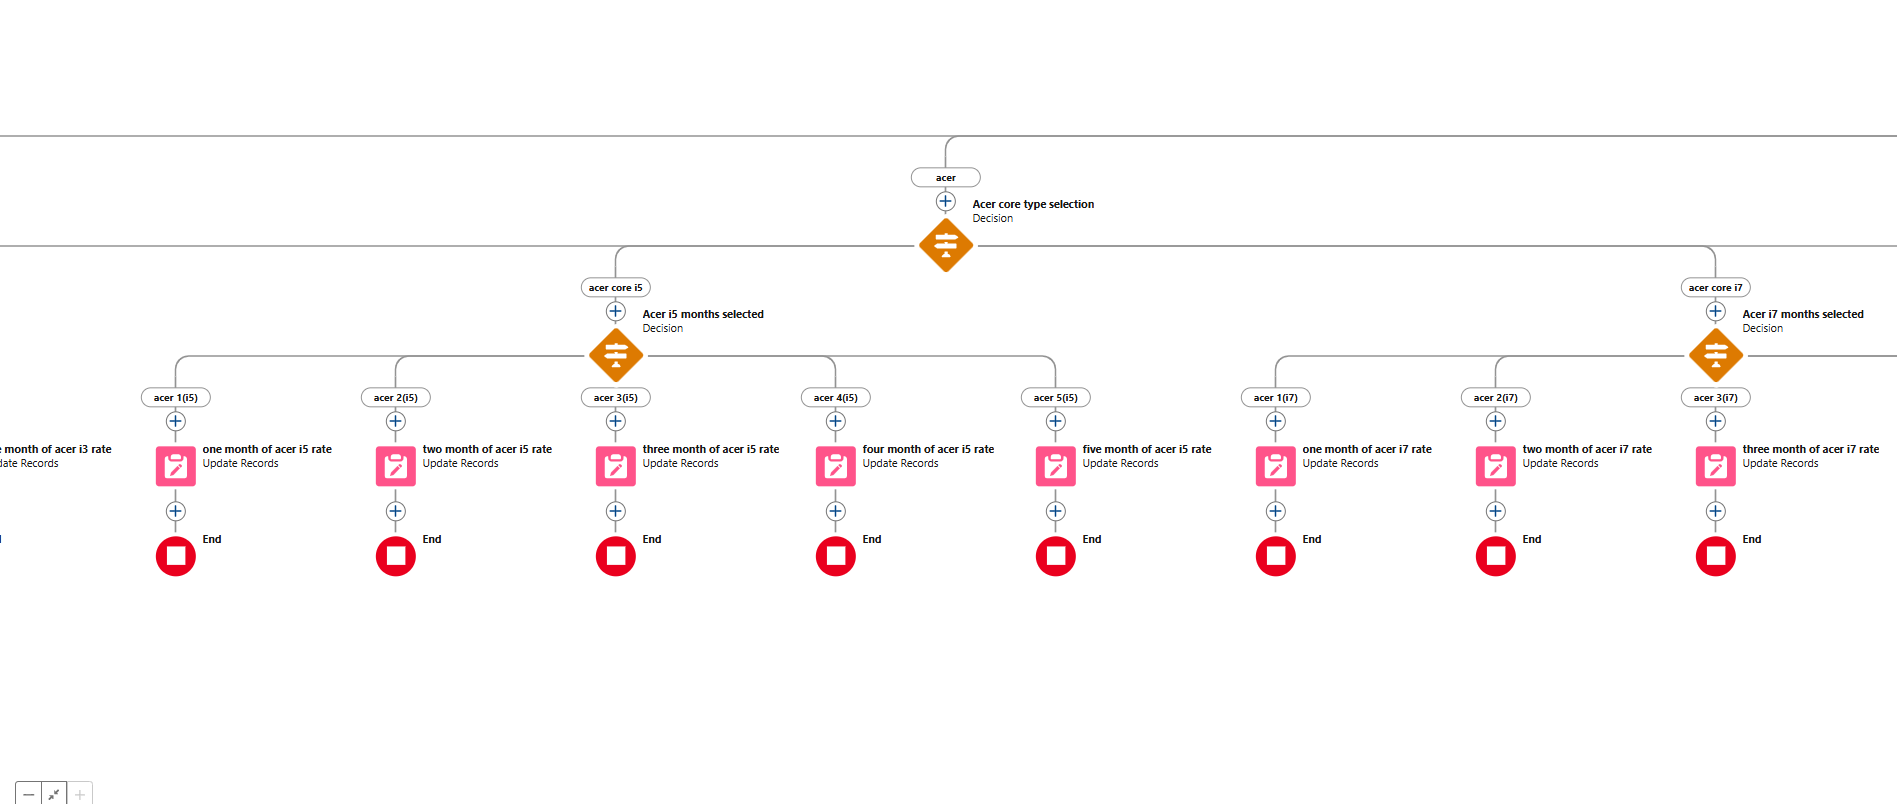 acer
Acer core type selection
Decision
acer core i5
Acer i5 months selected
Decision
acer core i7
Acer i7 months selected
Decision
acer 1(i5)
acer 2(i5)
acer 3(i5)
acer 4(i5)
acer 5(i5)
acer 1(i7)
acer 2(i7)
acer 3(i7)
month of acer i3 rate
Records
one month of acer i5 rate
Update Records
two month of acer i5 rate
Update Records
three month of acer i5 rate
Update Records
four month of acer i5 rate
Update Records
five month of acer i5 rate
Update Records
one month of acer i7 rate
Update Records
two month of acer i7 rate
Update Records
three month of acer i7 rate
Update Records
End
End
End
End
End
End
End
End